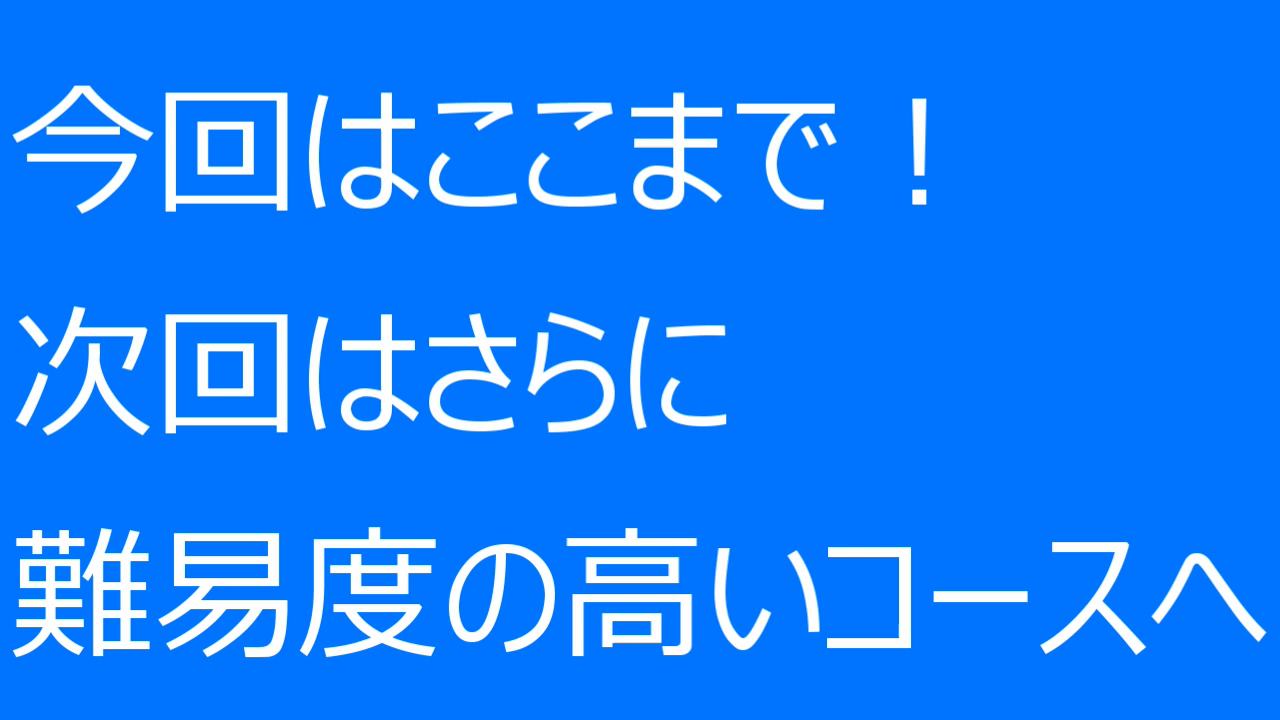 今回はここまで！
次回はさらに
難易度の高いコースへ